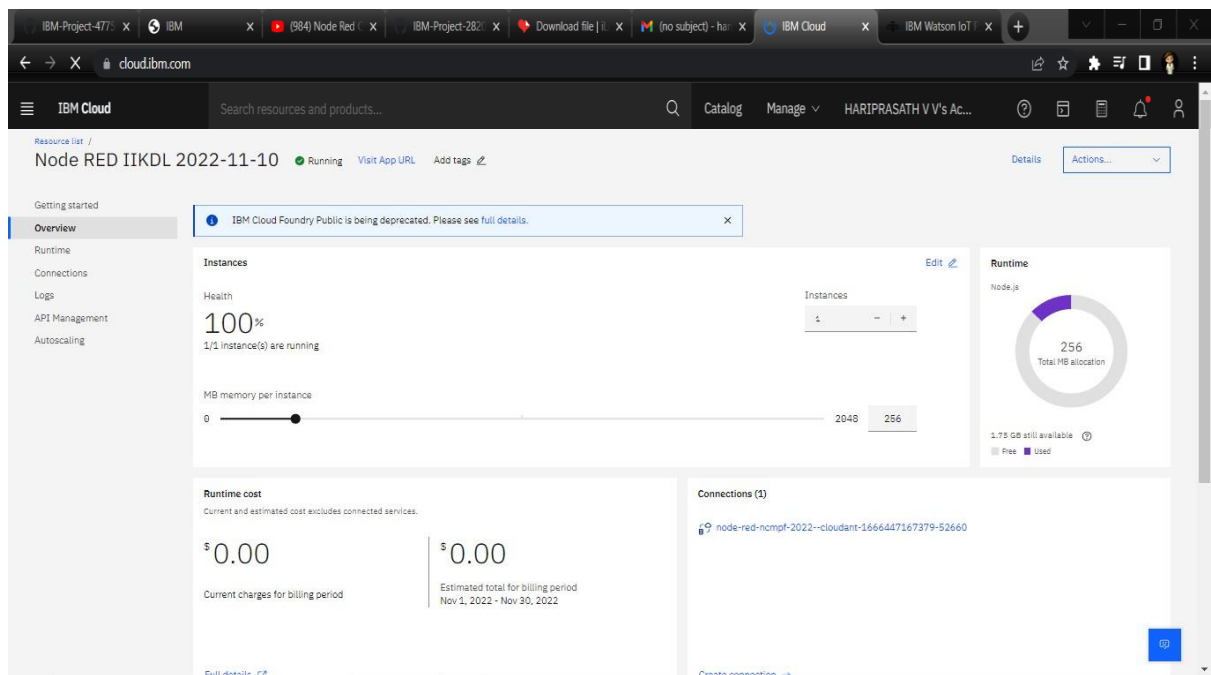 IBM-Project-4775
IBM
(984) Node Red C
IBM-Project-2820
Download file | iL
(no subject) - har
IBM Cloud
IBM Watson IoT P
cloud.ibm.com
IBM Cloud
Search resources and products...
Catalog
Manage
HARIPRASATH V V's Ac...
Resource list /
Node RED IIKDL 2022-11-10
Running
Visit App URL
Add tags
Details
Actions...
Getting started
Overview
Runtime
Connections
Logs
API Management
Autoscaling
IBM Cloud Foundry Public is being deprecated. Please see full details.
Instances
Edit
Health
100%
1/1 instance(s) are running
Instances
1 - +
MB memory per instance
0 2048 256
Runtime
Node.js
256
Total MB allocation
1.75 GB still available
Free Used
Runtime cost
Current and estimated cost excludes connected services.
$0.00
Current charges for billing period
$0.00
Estimated total for billing period
Nov 1, 2022 - Nov 30, 2022
Full details
Connections (1)
node-red-ncmpf-2022--cloudant-1666447167379-52660
Create connection